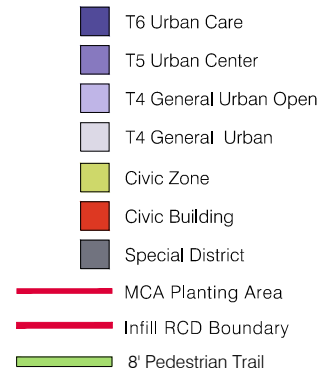 T6 Urban Care
T5 Urban Center
T4 General Urban Open
T4 General Urban
Civic Zone
Civic Building
Special District
MCA Planting Area
Infill RCD Boundary
8' Pedestrian Trail